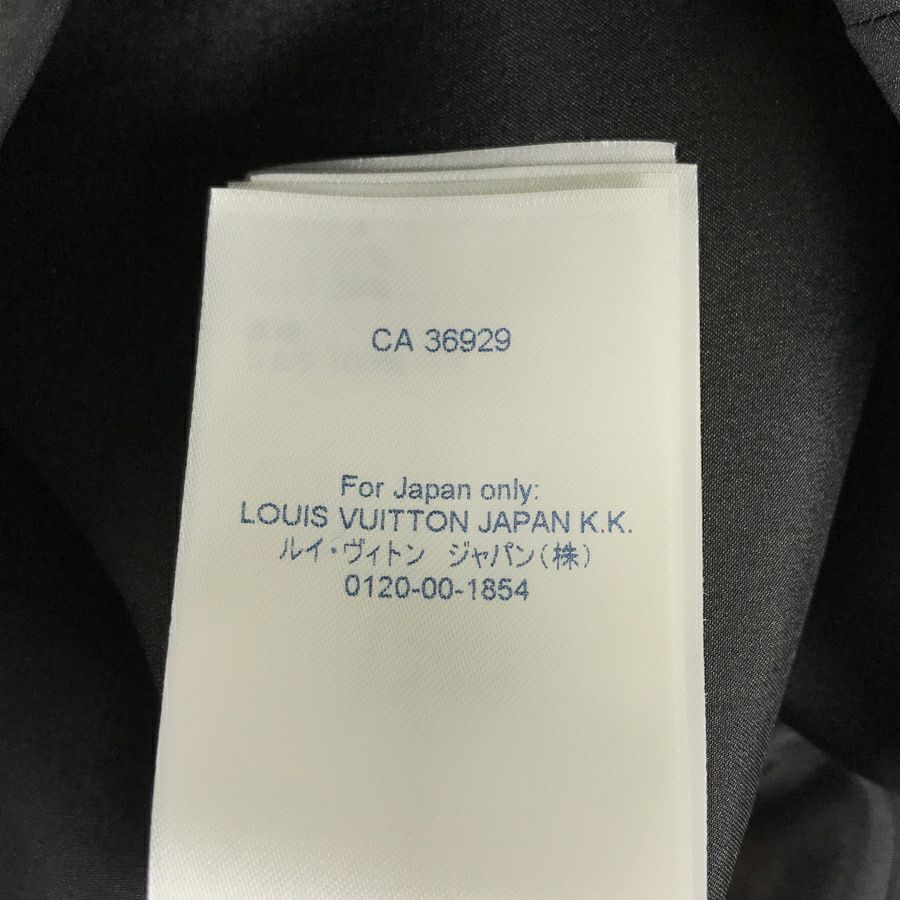 CA 36929
For Japan only:
LOUIS VUITTON JAPAN K.K.
ルイ・ヴィトン　ジャパン（株）
0120-00-1854